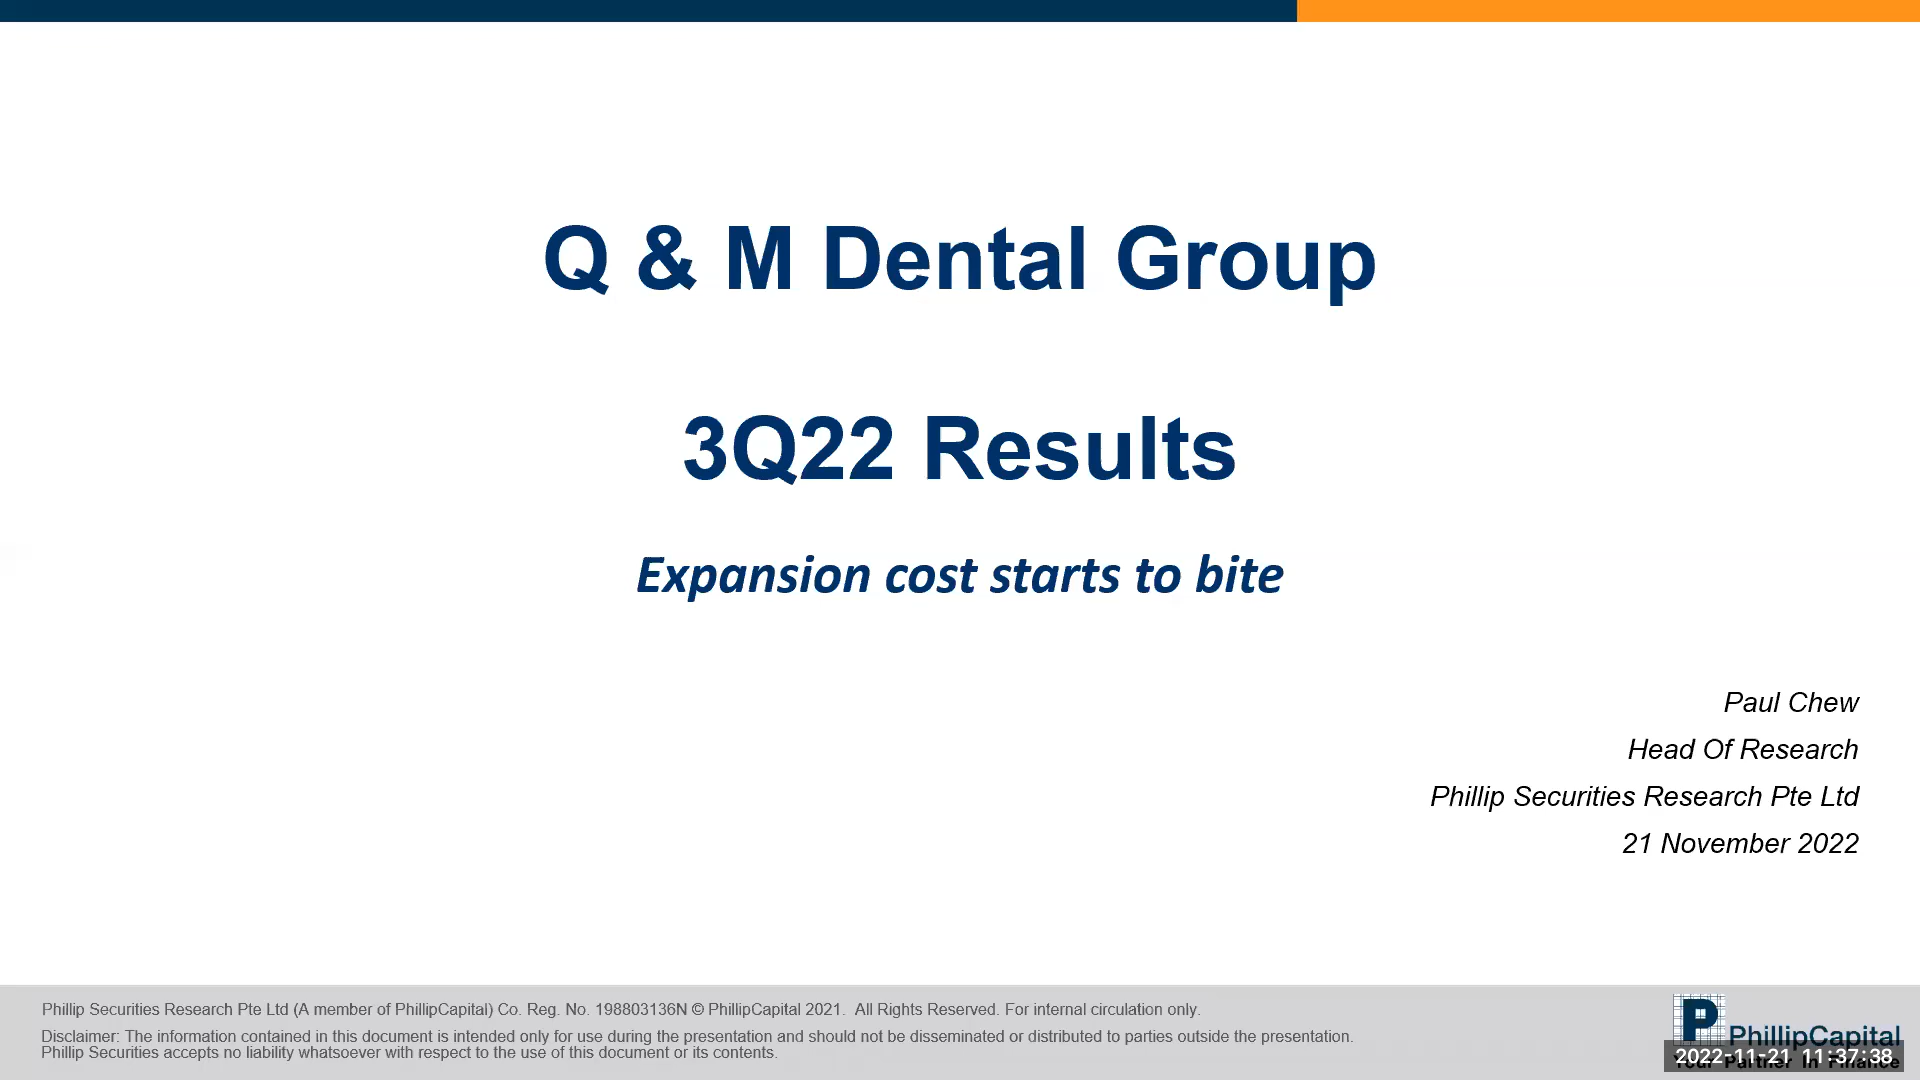 Q & M Dental Group
3Q22 Results
Expansion cost starts to bite
Paul Chew
Head Of Research
Phillip Securities Research Pte Ltd
21 November 2022
Phillip Securities Research Pte Ltd (A member of PhillipCapital) Co. Reg. No. 198803136N © PhillipCapital 2021.  All Rights Reserved. For internal circulation only.
Disclaimer: The information contained in this document is intended only for use during the presentation and should not be disseminated or distributed to parties outside the presentation.
Phillip Securities accepts no liability whatsoever with respect to the use of this document or its contents.
P PhillipCapital
Your Partner In Finance
2022-11-21 11:37:38